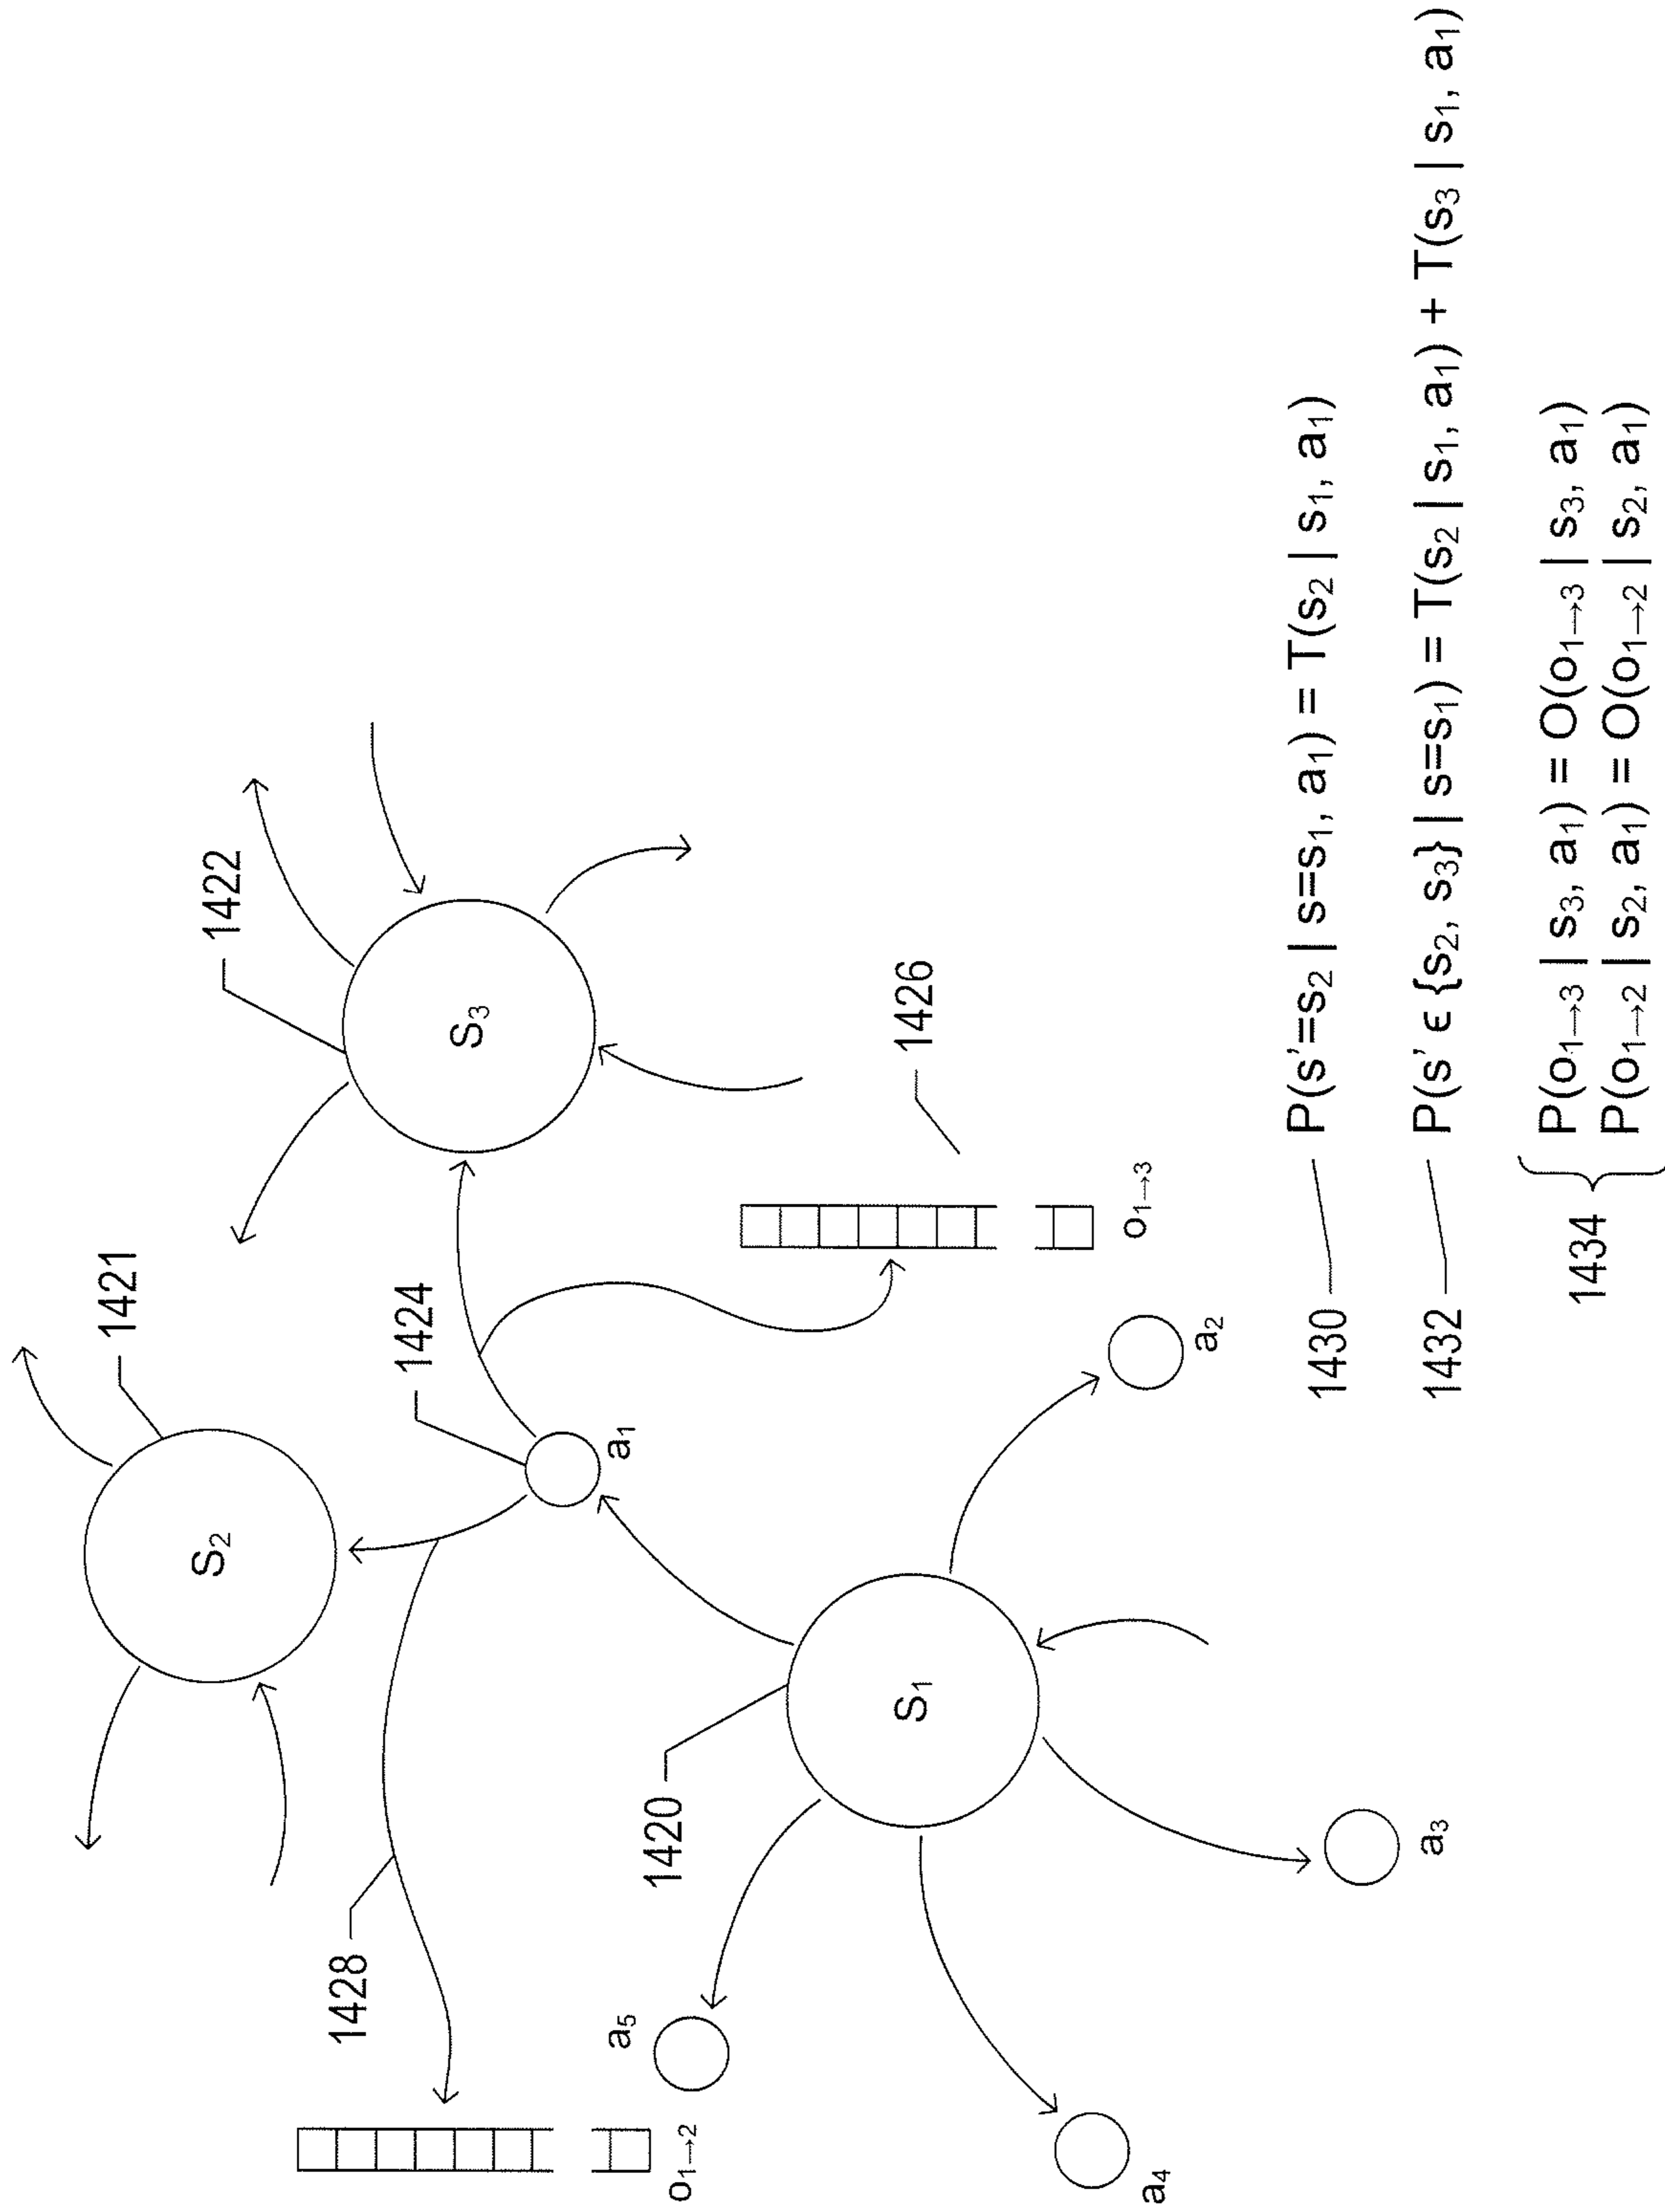 1421
S₂
1422
1424
S₃
1428
a₁
1426
o₁→₂
a₅
1420
S₁
o₁→₃
a₂
a₄
a₃
1430 P(s'=s₂ | s=s₁, a₁) = T(s₂ | s₁, a₁)
1432 P(s' ϵ {s₂, s₃} | s=s₁) = T(s₂ | s₁, a₁) + T(s₃ | s₁, a₁)
1434
P(o₁→₃ | s₃, a₁) = O(o₁→₃ | s₃, a₁)
P(o₁→₂ | s₂, a₁) = O(o₁→₂ | s₂, a₁)